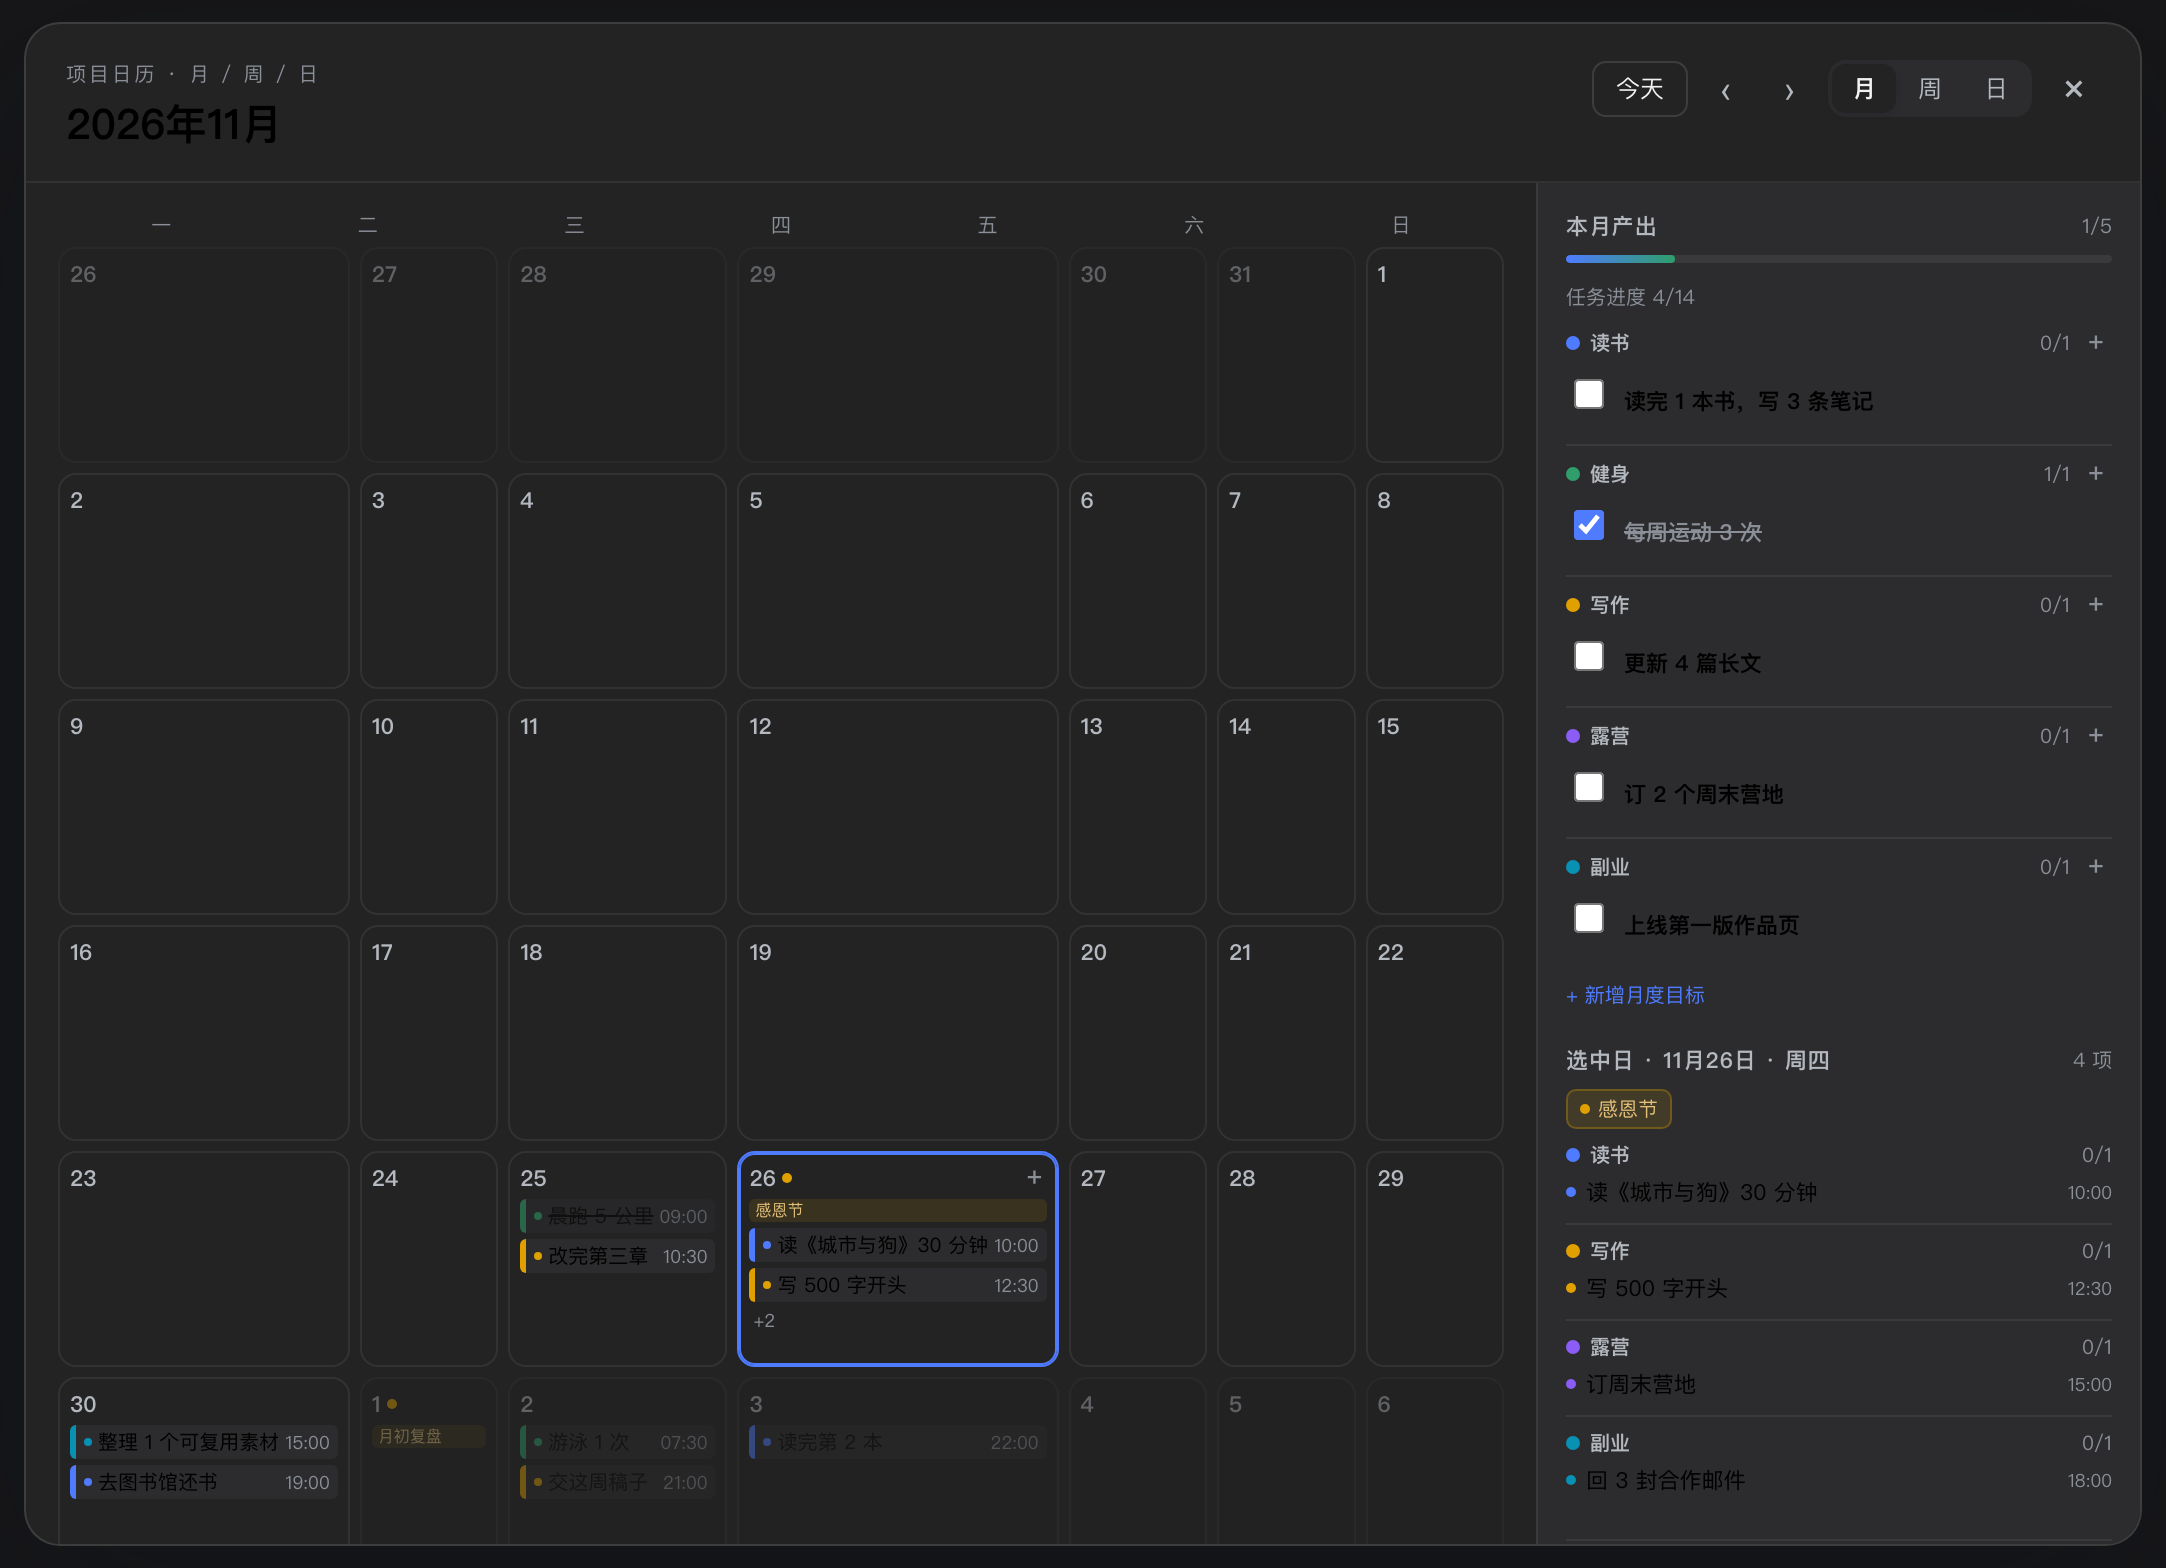 项目日历 · 月 / 周 / 日
2026年11月
今天 ‹ › 月 周 日 ✕
一 二 三 四 五 六 日
26 27 28 29 30 31 1
2 3 4 5 6 7 8
9 10 11 12 13 14 15
16 17 18 19 20 21 22
23 24 25 26 + 27 28 29
晨跑 5 公里 09:00
改完第三章 10:30
感恩节
读《城市与狗》30 分钟 10:00
写 500 字开头 12:30
+2
30 1 2 3 4 5 6
整理 1 个可复用素材 15:00
去图书馆还书 19:00
月初复盘
游泳 1 次 07:30
交这周稿子 21:00
读完第 2 本 22:00
本月产出 1/5
任务进度 4/14
读书 0/1 +
读完 1 本书，写 3 条笔记
健身 1/1 +
每周运动 3 次
写作 0/1 +
更新 4 篇长文
露营 0/1 +
订 2 个周末营地
副业 0/1 +
上线第一版作品页
+ 新增月度目标
选中日 · 11月26日 · 周四 4 项
感恩节
读书 0/1
读《城市与狗》30 分钟 10:00
写作 0/1
写 500 字开头 12:30
露营 0/1
订周末营地 15:00
副业 0/1
回 3 封合作邮件 18:00